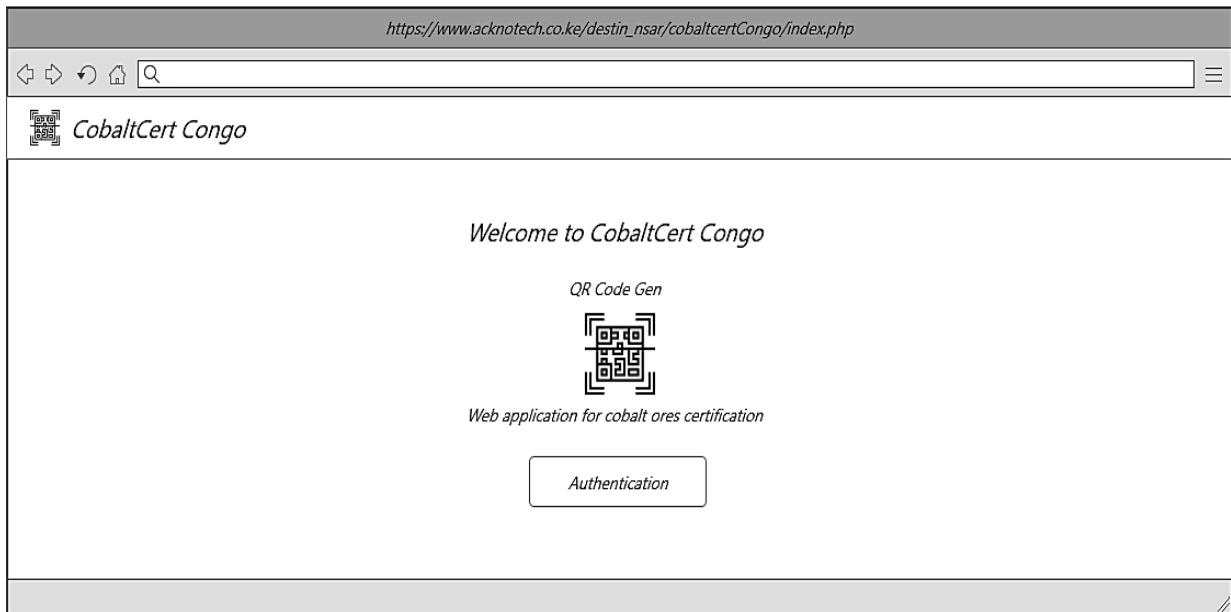 https://www.acknotech.co.ke/destin_nsar/cobaltcertCongo/index.php
CobaltCert Congo
Welcome to CobaltCert Congo
QR Code Gen
Web application for cobalt ores certification
Authentication